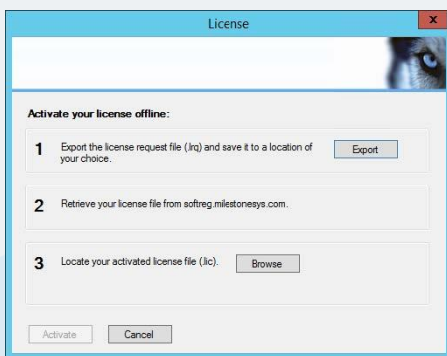 License
x
Activate your license offline:
1 Export the license request file (.lrq) and save it to a location of
your choice.
Export
2 Retrieve your license file from softreg.milestonesys.com.
3 Locate your activated license file (.lic). Browse
Activate Cancel